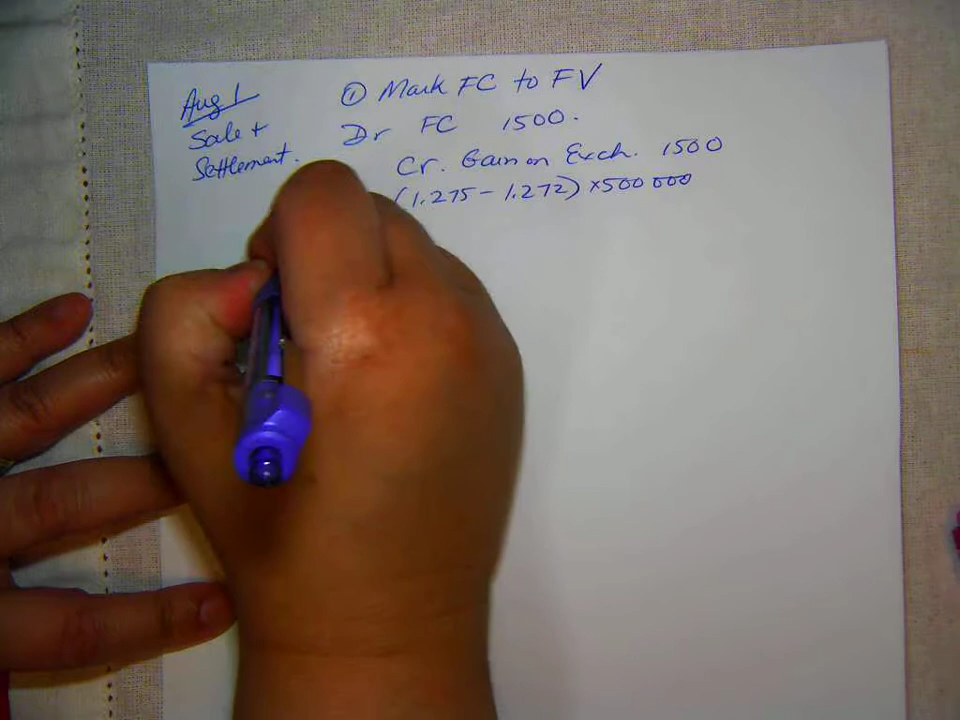 Aug 1
Sale +
Settlement.
① Mark FC to FV
Dr FC 1500.
Cr. Gain on Exch. 1500
(1.275 - 1.272) x 500 000